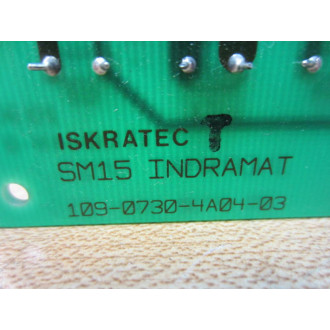 ISKRATEC T
SM15 INDRAMAT
109-0730-4A04-03